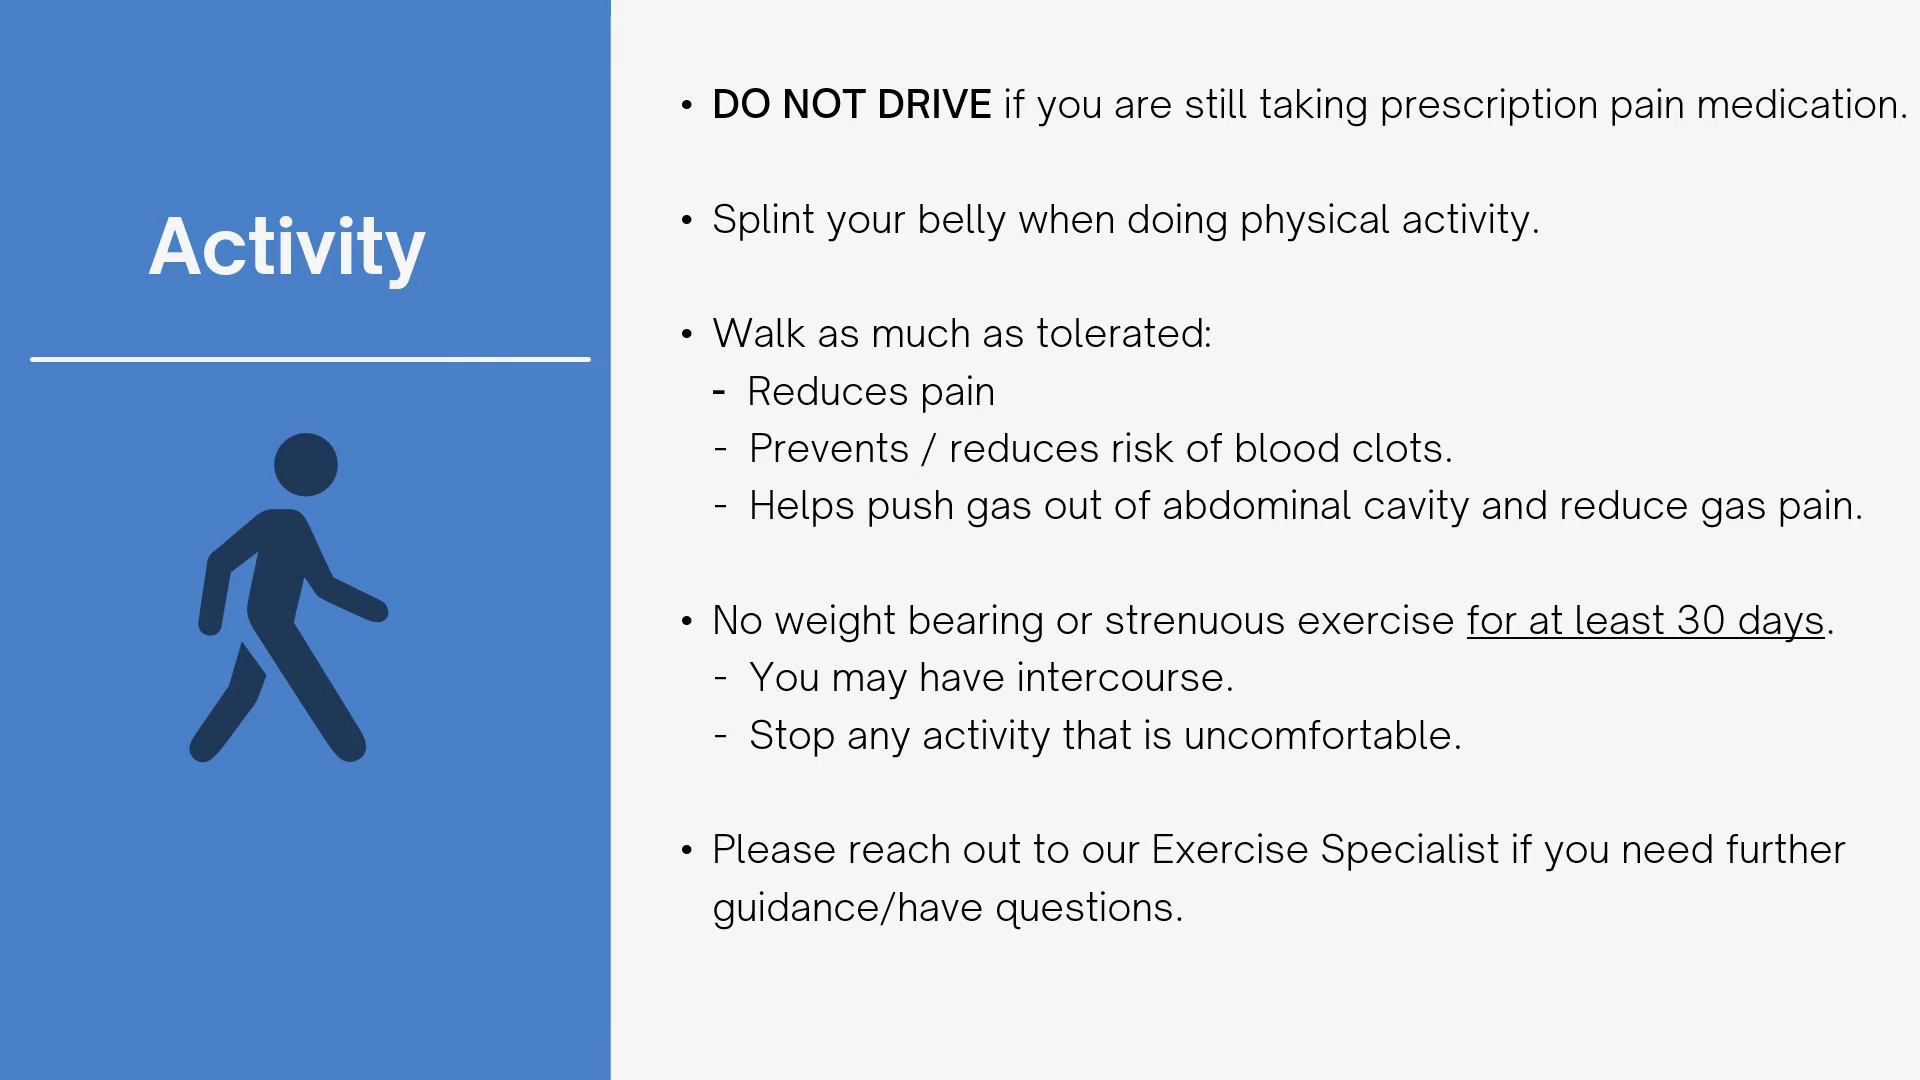 Activity
• DO NOT DRIVE if you are still taking prescription pain medication.
• Splint your belly when doing physical activity.
• Walk as much as tolerated:
- Reduces pain
- Prevents / reduces risk of blood clots.
- Helps push gas out of abdominal cavity and reduce gas pain.
• No weight bearing or strenuous exercise for at least 30 days.
- You may have intercourse.
- Stop any activity that is uncomfortable.
• Please reach out to our Exercise Specialist if you need further
guidance/have questions.